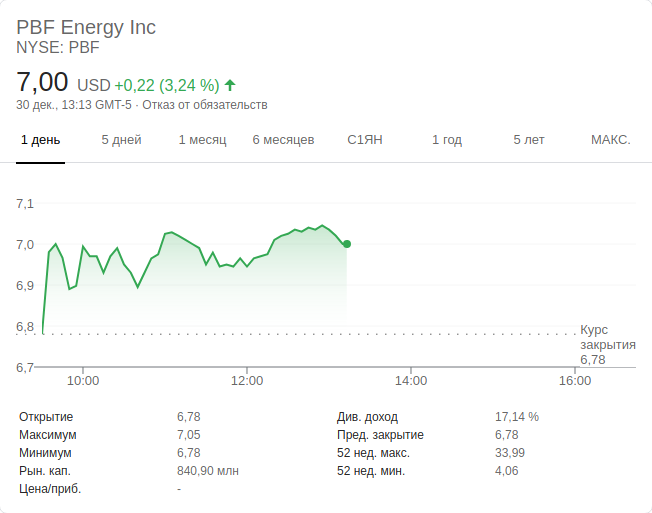 PBF Energy Inc
NYSE: PBF
7,00 USD +0,22 (3,24 %)
30 дек., 13:13 GMT-5 · Отказ от обязательств
1 день 5 дней 1 месяц 6 месяцев С1ЯН 1 год 5 лет МАКС.
7,1
7,0
6,9
6,8
Курс
закрытия
6,78
6,7
10:00 12:00 14:00 16:00
Открытие 6,78 Див. доход 17,14 %
Максимум 7,05 Пред. закрытие 6,78
Минимум 6,78 52 нед. макс. 33,99
Рын. кап. 840,90 млн 52 нед. мин. 4,06
Цена/приб. -